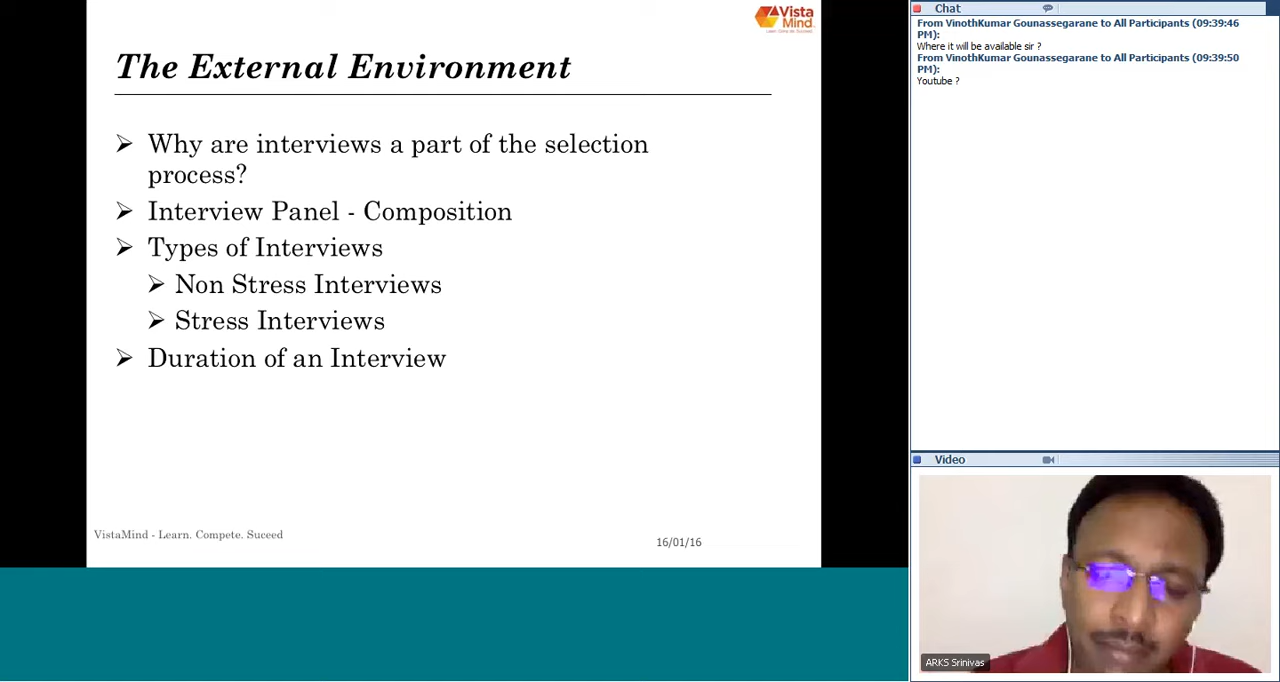 Vista
Mind
The External Environment
➢ Why are interviews a part of the selection
process?
➢ Interview Panel - Composition
➢ Types of Interviews
➢ Non Stress Interviews
➢ Stress Interviews
➢ Duration of an Interview
VistaMind - Learn. Compete. Suceed
16/01/16
Chat
From VinothKumar Gounassegarane to All Participants (09:39:46
PM):
Where it will be available sir ?
From VinothKumar Gounassegarane to All Participants (09:39:50
PM):
Youtube ?
Video
ARKS Srinivas